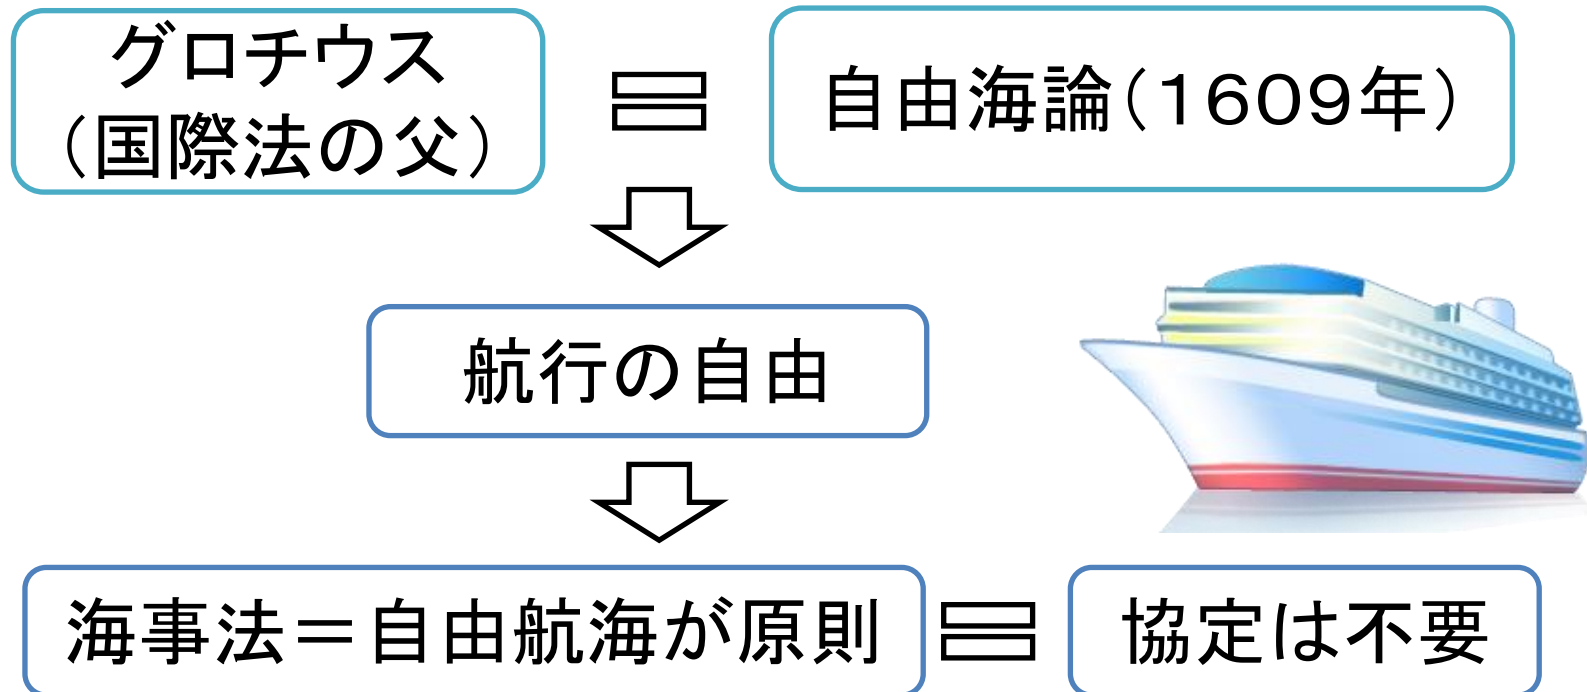 グロチウス
(国際法の父)
自由海論(1609年)
航行の自由
海事法=自由航海が原則
協定は不要